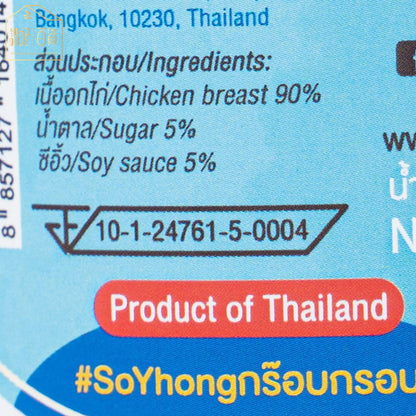 Bangkok, 10230, Thailand
ส่วนประกอบ/Ingredients:
เนื้ออกไก่/Chicken breast 90%
น้ำตาล/Sugar 5%
ซีอิ๊ว/Soy sauce 5%
10-1-24761-5-0004
Product of Thailand
#SoYhongกร๊อบกรอบ
8 857127